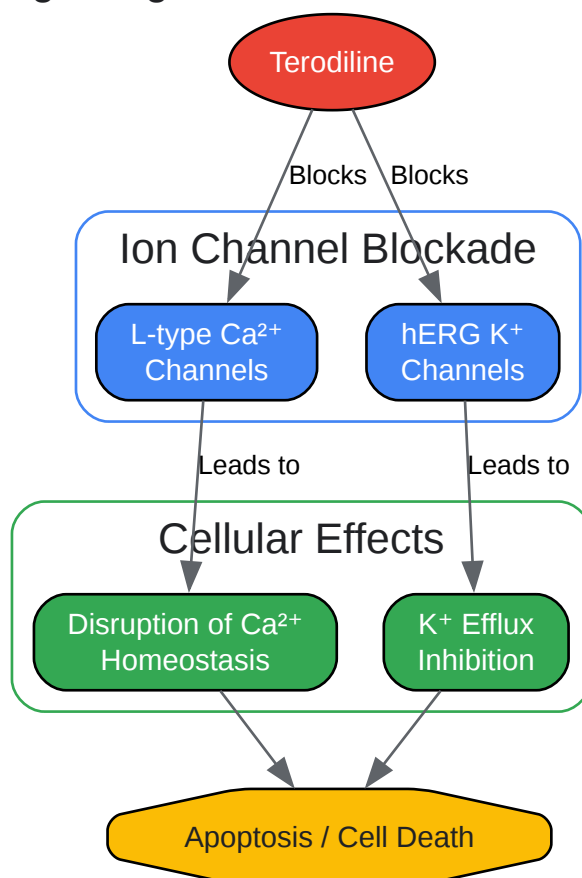 Terodiline
Blocks Blocks
Ion Channel Blockade
L-type Ca²⁺
Channels
hERG K⁺
Channels
Leads to Leads to
Cellular Effects
Disruption of Ca²⁺
Homeostasis
K⁺ Efflux
Inhibition
Apoptosis / Cell Death